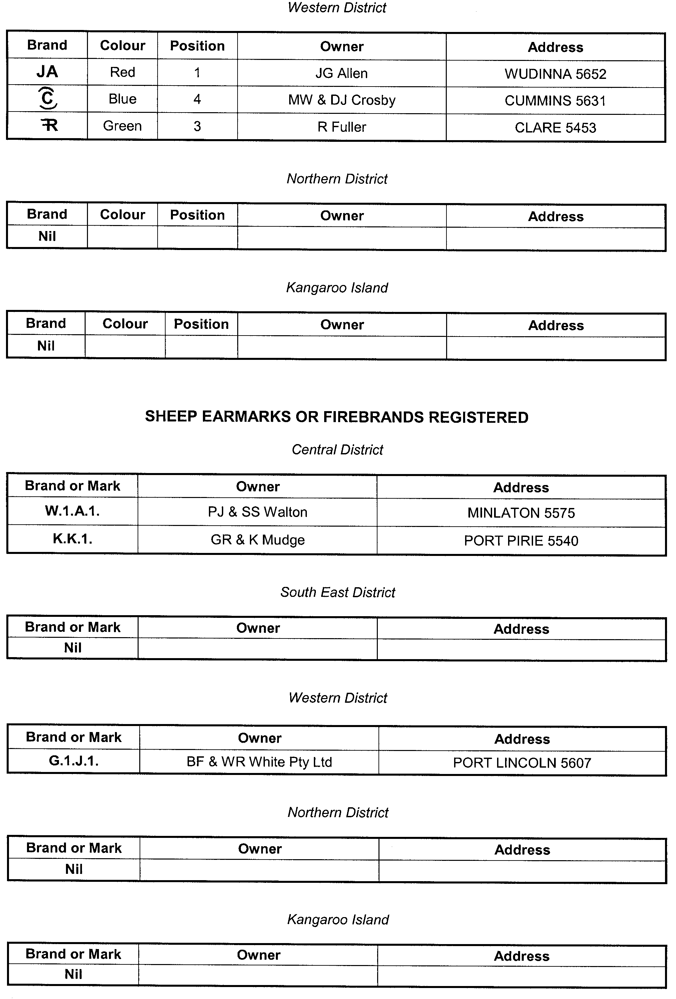 Western District
Brand Colour Position Owner Address
JA Red 1 JG Allen WUDINNA 5652
C Blue 4 MW & DJ Crosby CUMMINS 5631
R Green 3 R Fuller CLARE 5453
Northern District
Brand Colour Position Owner Address
Nil
Kangaroo Island
Brand Colour Position Owner Address
Nil
SHEEP EARMARKS OR FIREBRANDS REGISTERED
Central District
Brand or Mark Owner Address
W.1.A.1. PJ & SS Walton MINLATON 5575
K.K.1. GR & K Mudge PORT PIRIE 5540
South East District
Brand or Mark Owner Address
Nil
Western District
Brand or Mark Owner Address
G.1.J.1. BF & WR White Pty Ltd PORT LINCOLN 5607
Northern District
Brand or Mark Owner Address
Nil
Kangaroo Island
Brand or Mark Owner Address
Nil